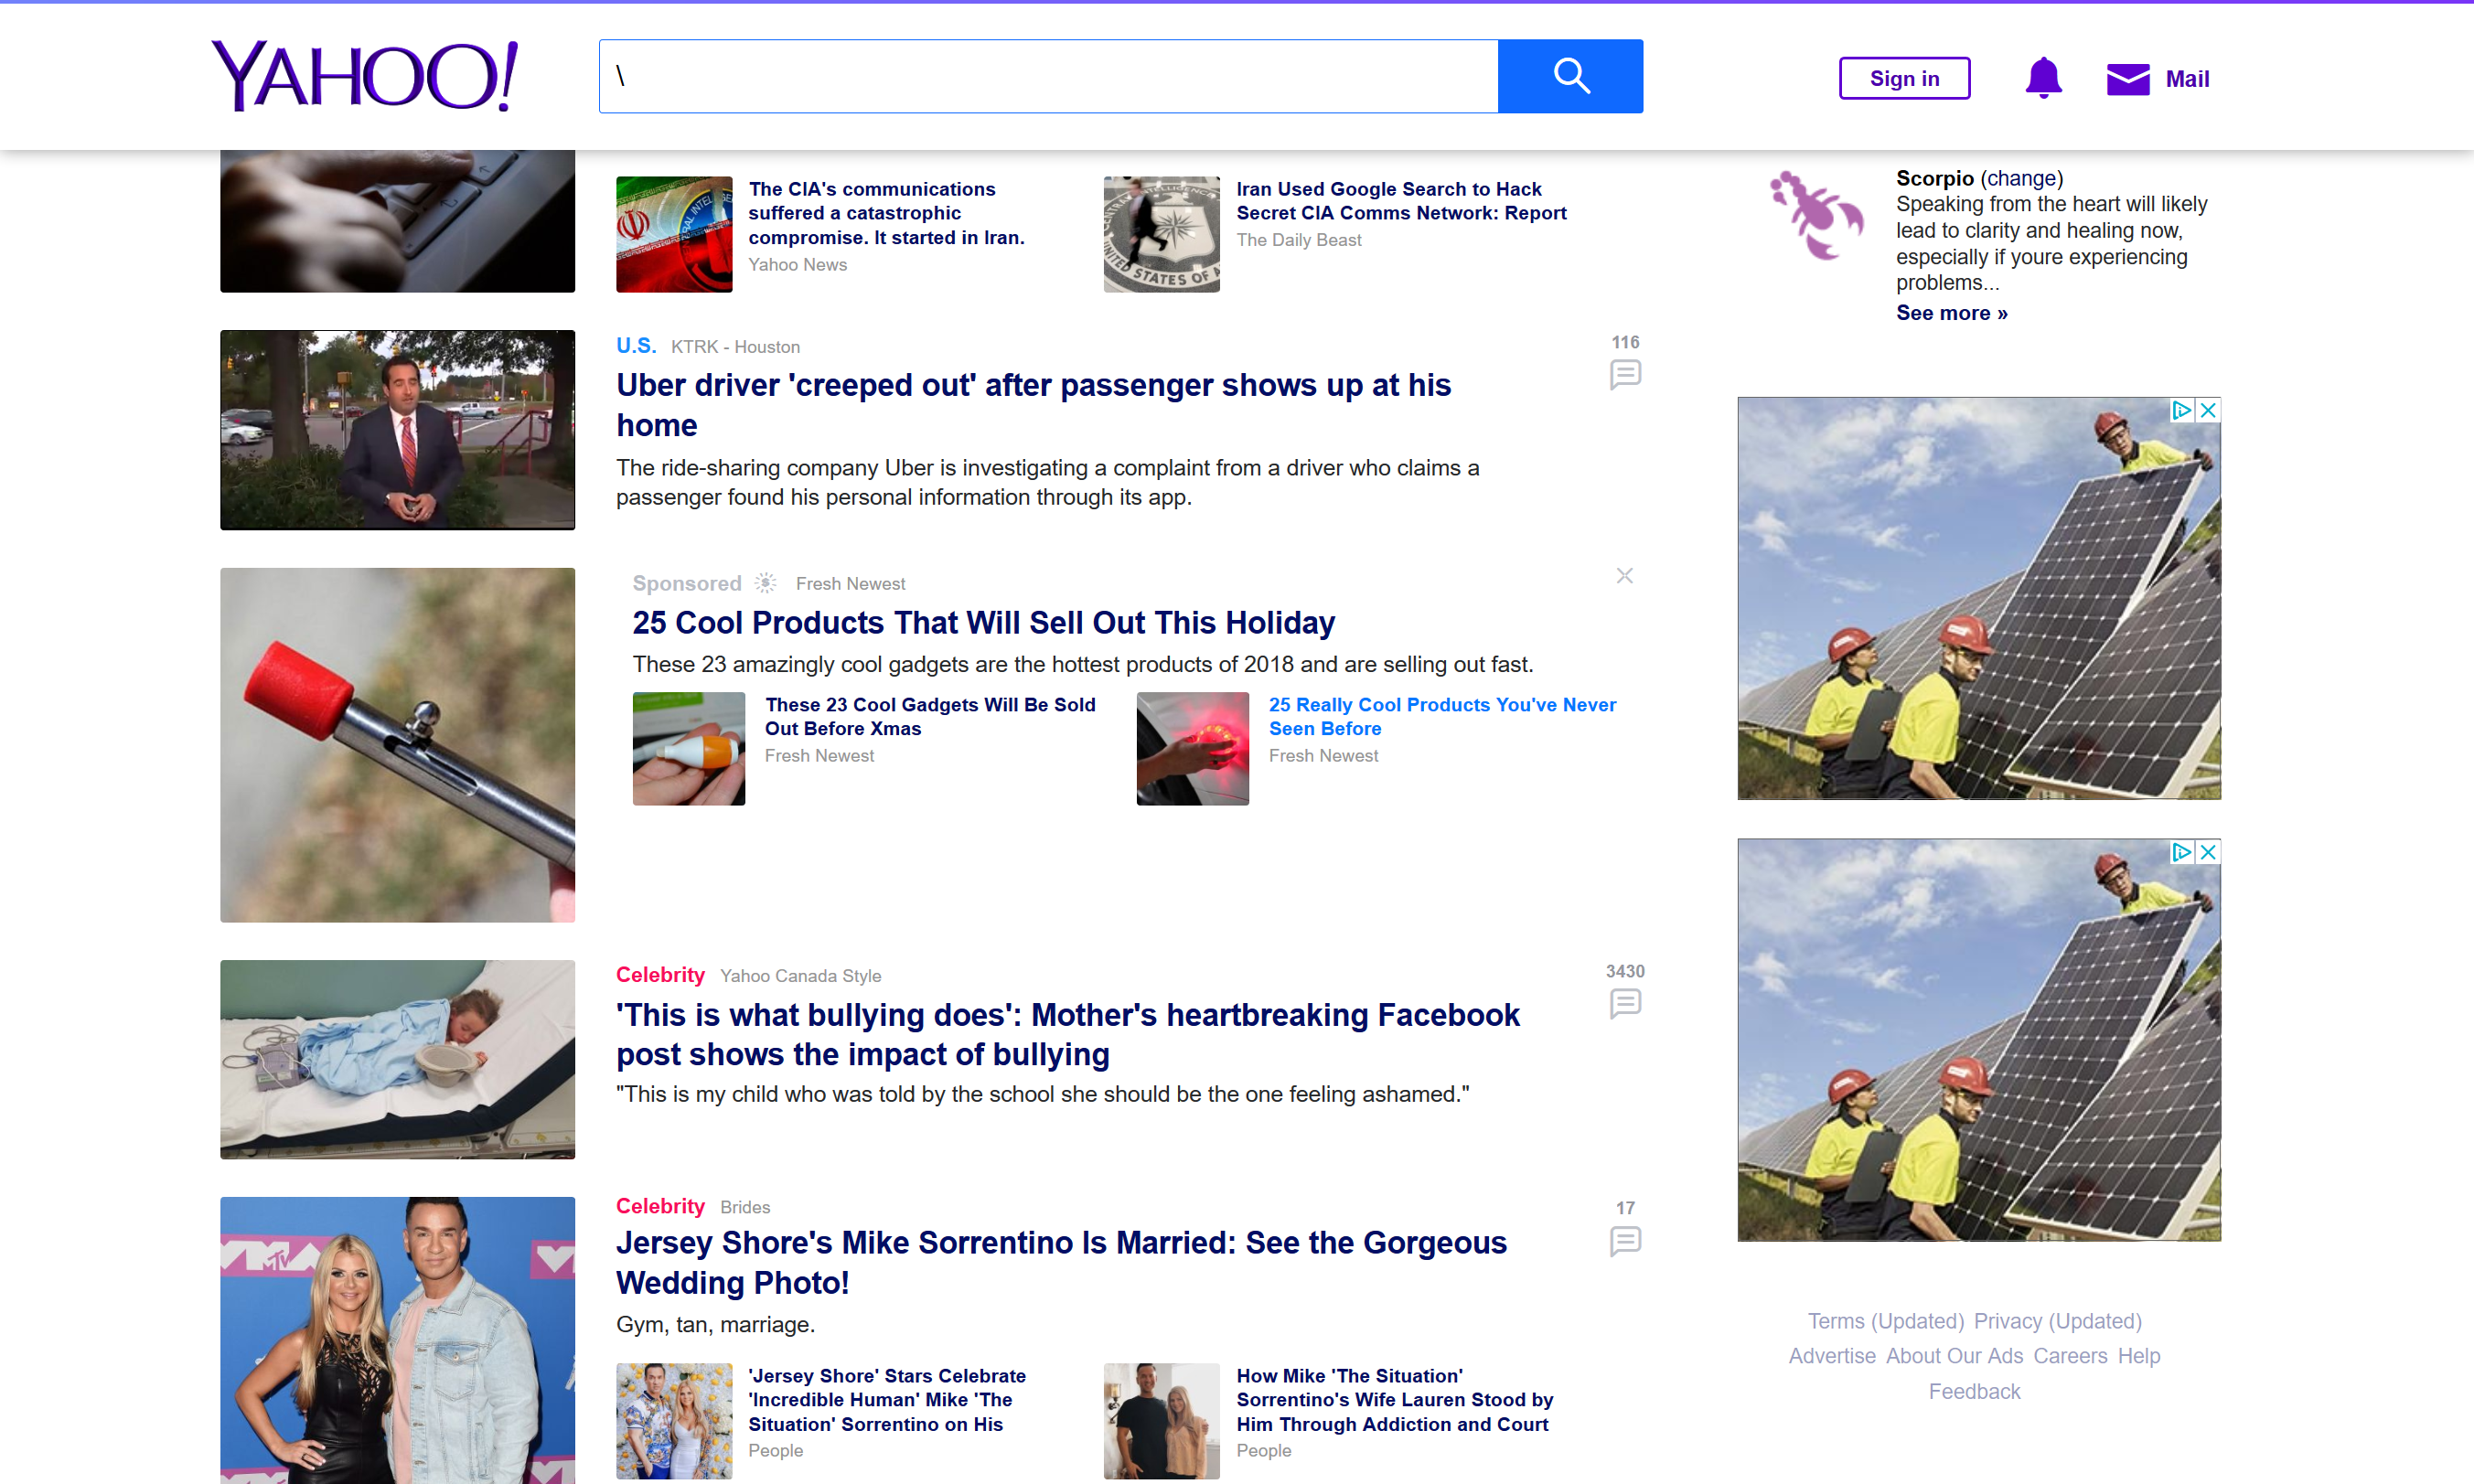 YAHOO!
\
Sign in
Mail
The CIA's communications
suffered a catastrophic
compromise. It started in Iran.
Yahoo News
Iran Used Google Search to Hack
Secret CIA Comms Network: Report
The Daily Beast
Scorpio (change)
Speaking from the heart will likely
lead to clarity and healing now,
especially if youre experiencing
problems...
See more »
U.S. KTRK - Houston
116
Uber driver 'creeped out' after passenger shows up at his
home
The ride-sharing company Uber is investigating a complaint from a driver who claims a
passenger found his personal information through its app.
Sponsored Fresh Newest
25 Cool Products That Will Sell Out This Holiday
These 23 amazingly cool gadgets are the hottest products of 2018 and are selling out fast.
These 23 Cool Gadgets Will Be Sold
Out Before Xmas
Fresh Newest
25 Really Cool Products You've Never
Seen Before
Fresh Newest
Celebrity Yahoo Canada Style
3430
'This is what bullying does': Mother's heartbreaking Facebook
post shows the impact of bullying
"This is my child who was told by the school she should be the one feeling ashamed."
Celebrity Brides
17
Jersey Shore's Mike Sorrentino Is Married: See the Gorgeous
Wedding Photo!
Gym, tan, marriage.
'Jersey Shore' Stars Celebrate
'Incredible Human' Mike 'The
Situation' Sorrentino on His
People
How Mike 'The Situation'
Sorrentino's Wife Lauren Stood by
Him Through Addiction and Court
People
Terms (Updated) Privacy (Updated)
Advertise About Our Ads Careers Help
Feedback